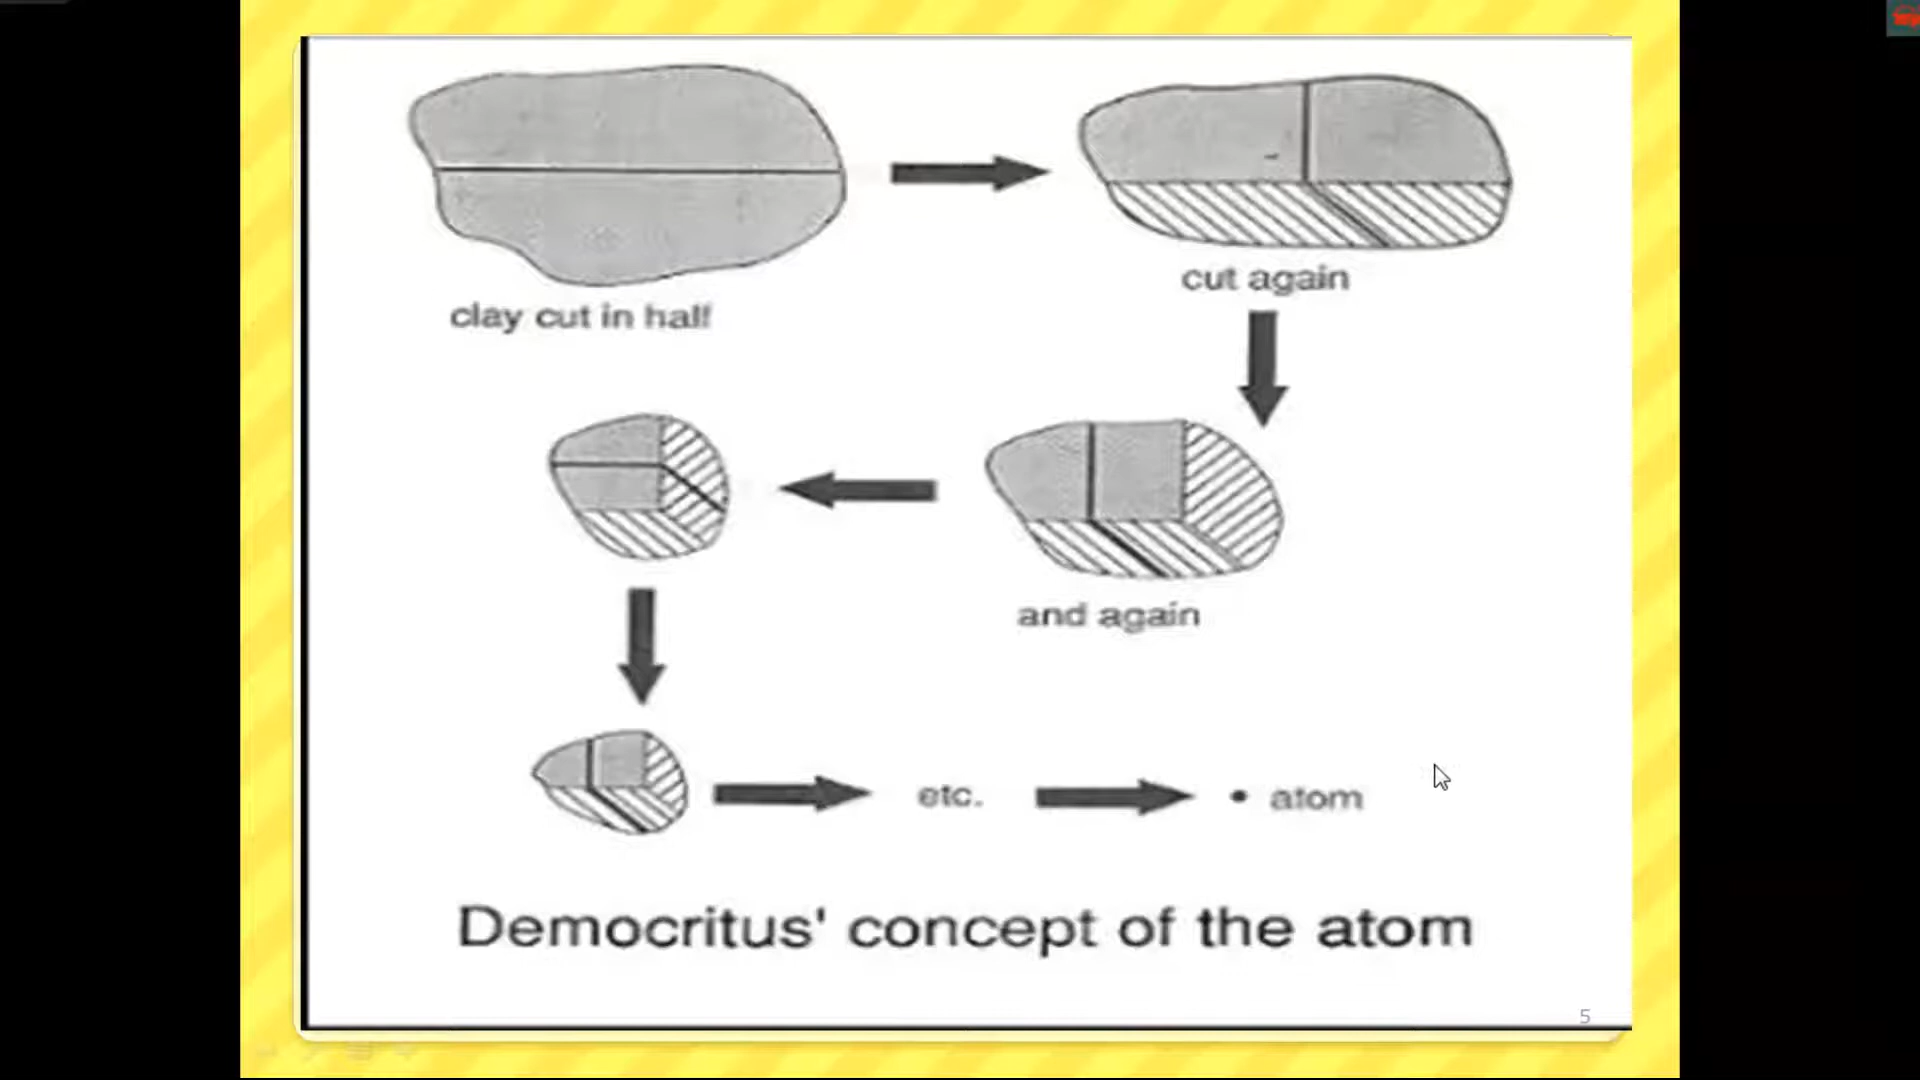 clay cut in half
cut again
and again
etc.
atom
Democritus' concept of the atom
5